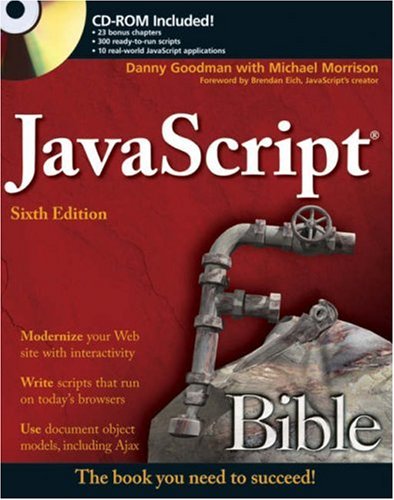 CD-ROM Included!
• 23 bonus chapters
• 300 ready-to-run scripts
• 10 real-world JavaScript applications
Danny Goodman with Michael Morrison
Foreword by Brendan Eich, JavaScript's creator
JavaScript®
Sixth Edition
Modernize your Web
site with interactivity
Write scripts that run
on today's browsers
Use document object
models, including Ajax
Bible
The book you need to succeed!